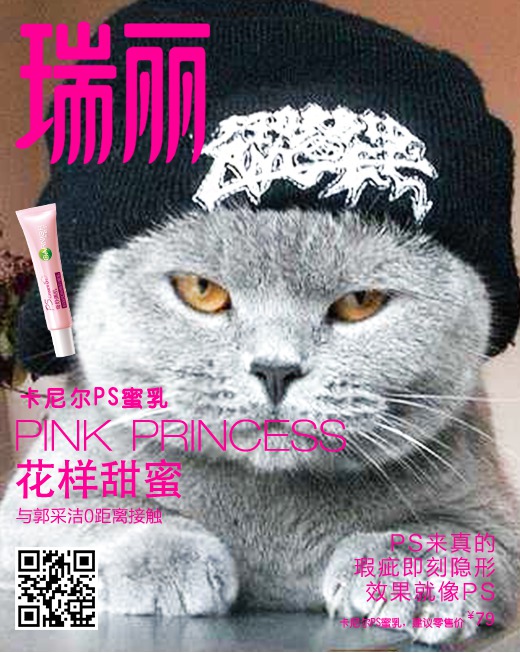 瑞丽
GARNIER
卡尼尔PS蜜乳
PINK PRINCESS
花样甜蜜
与郭采洁0距离接触
PS来真的
瑕疵即刻隐形
效果就像PS
卡尼尔PS蜜乳，建议零售价¥79